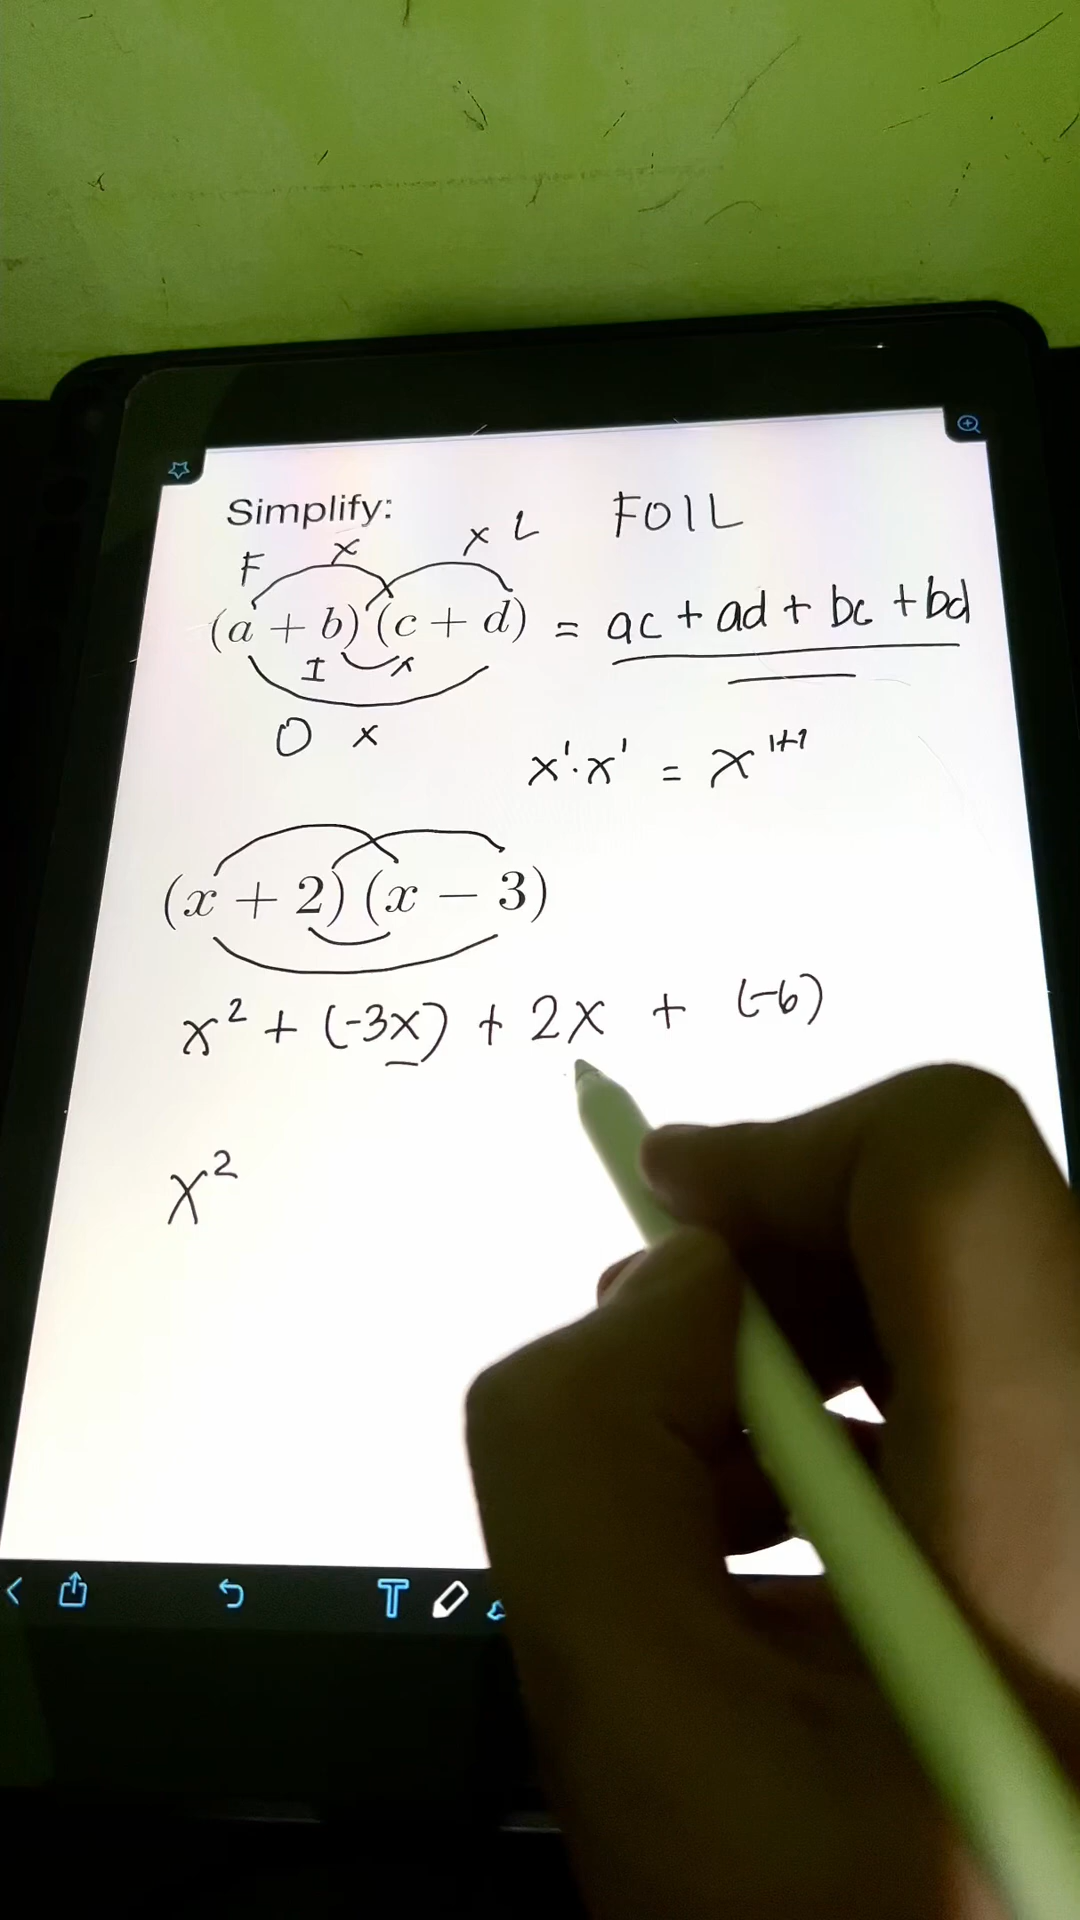 Simplify: FOIL
F x x L
(a + b)(c + d) = ac + ad + bc + bd
I x
O x
x¹·x¹ = x¹⁺¹
(x + 2)(x − 3)
x² + (-3x) + 2x + (-6)
x²
T